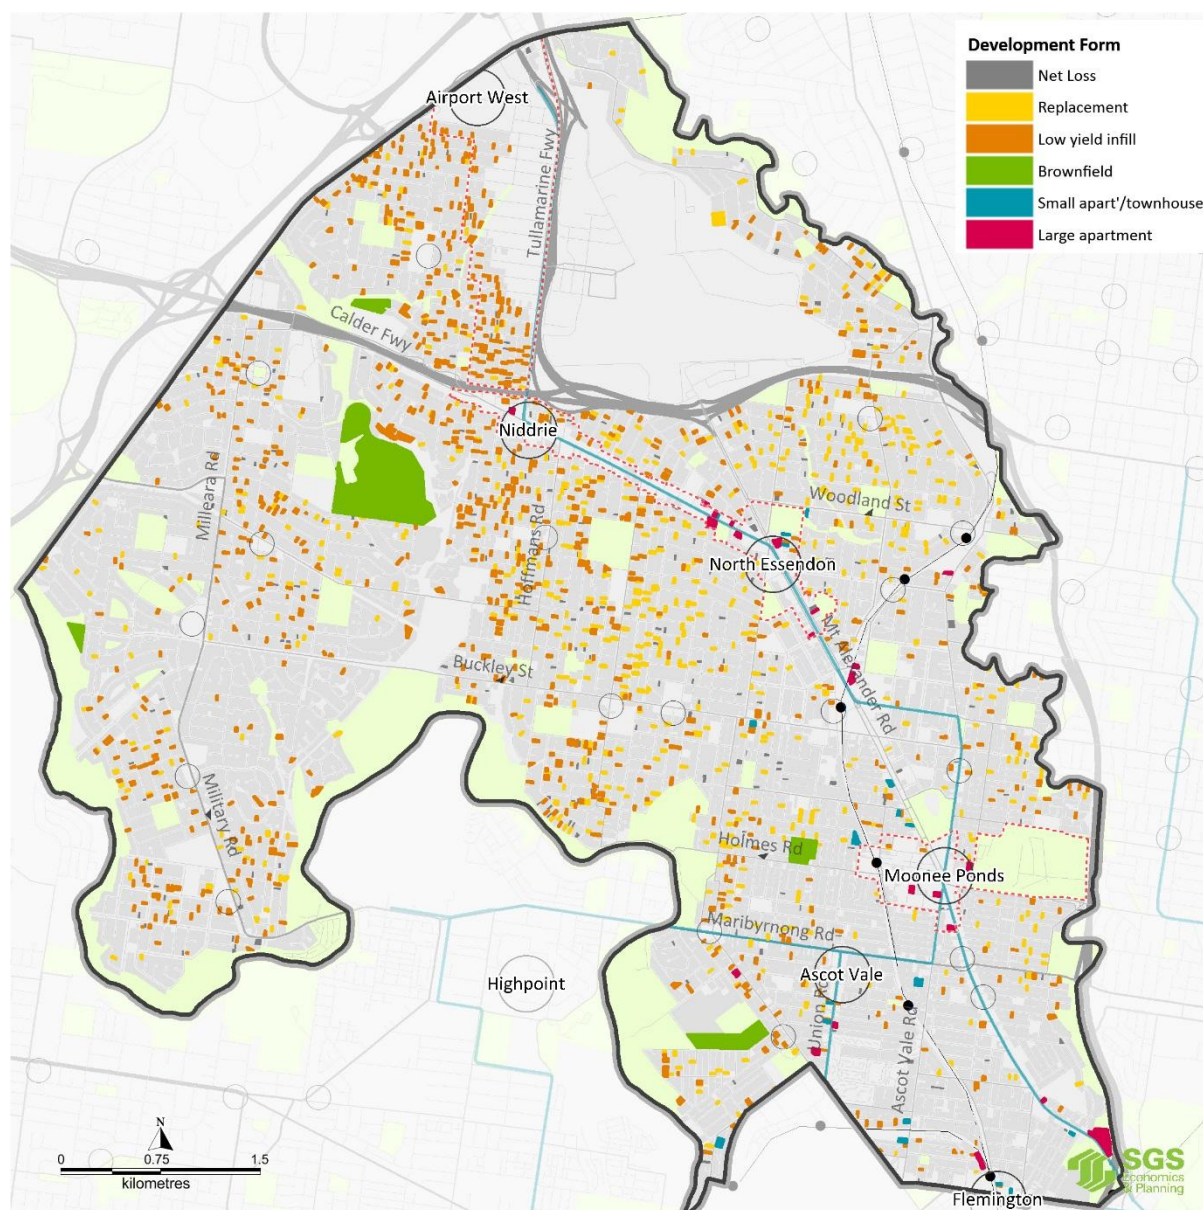 Development Form
Net Loss
Replacement
Low yield infill
Brownfield
Small apart'/townhouse
Large apartment
Airport West
Tullamarine Fwy
Calder Fwy
Niddrie
Milleara Rd
Hoffmans Rd
Woodland St
North Essendon
Mt Alexander Rd
Buckley St
Military Rd
Holmes Rd
Moonee Ponds
Maribyrnong Rd
Highpoint
Ascot Vale
Union Rd
Ascot Vale Rd
N
0 0.75 1.5
kilometres
SGS
Economics
& Planning
Flemington